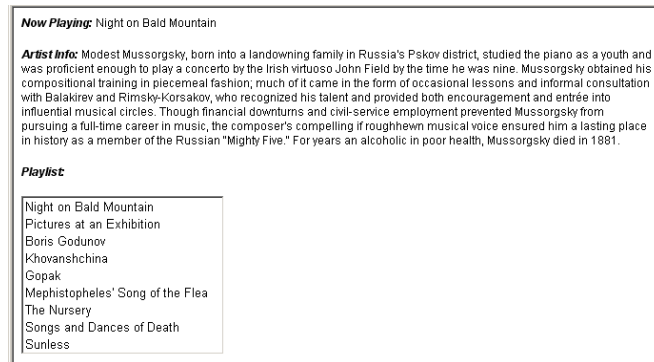 Now Playing: Night on Bald Mountain
Artist Info: Modest Mussorgsky, born into a landowning family in Russia's Pskov district, studied the piano as a youth and
was proficient enough to play a concerto by the Irish virtuoso John Field by the time he was nine. Mussorgsky obtained his
compositional training in piecemeal fashion; much of it came in the form of occasional lessons and informal consultation
with Balakirev and Rimsky-Korsakov, who recognized his talent and provided both encouragement and entrée into
influential musical circles. Though financial downturns and civil-service employment prevented Mussorgsky from
pursuing a full-time career in music, the composer's compelling if roughhewn musical voice ensured him a lasting place
in history as a member of the Russian "Mighty Five." For years an alcoholic in poor health, Mussorgsky died in 1881.
Playlist:
Night on Bald Mountain
Pictures at an Exhibition
Boris Godunov
Khovanshchina
Gopak
Mephistopheles' Song of the Flea
The Nursery
Songs and Dances of Death
Sunless